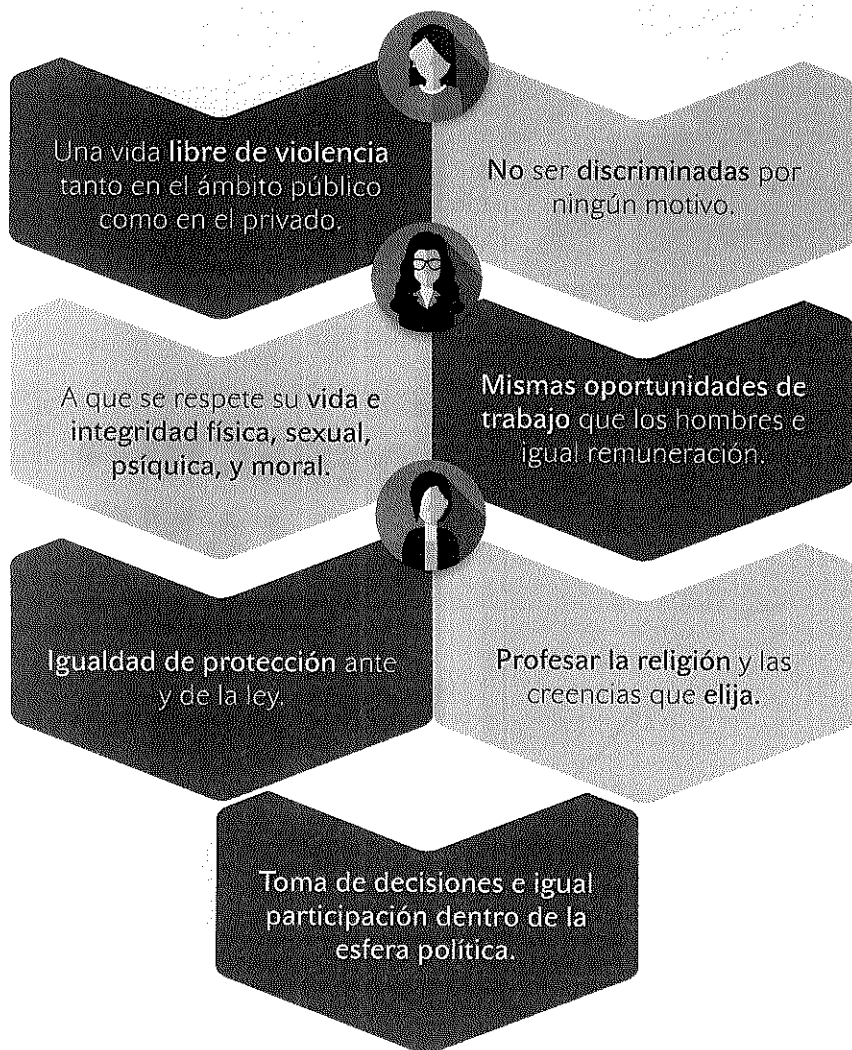 Una vida libre de violencia
tanto en el ámbito público
como en el privado.
No ser discriminadas por
ningún motivo.
A que se respete su vida e
integridad física, sexual,
psíquica, y moral.
Mismas oportunidades de
trabajo que los hombres e
igual remuneración.
Igualdad de protección ante
y de la ley.
Profesar la religión y las
creencias que elija.
Toma de decisiones e igual
participación dentro de la
esfera política.